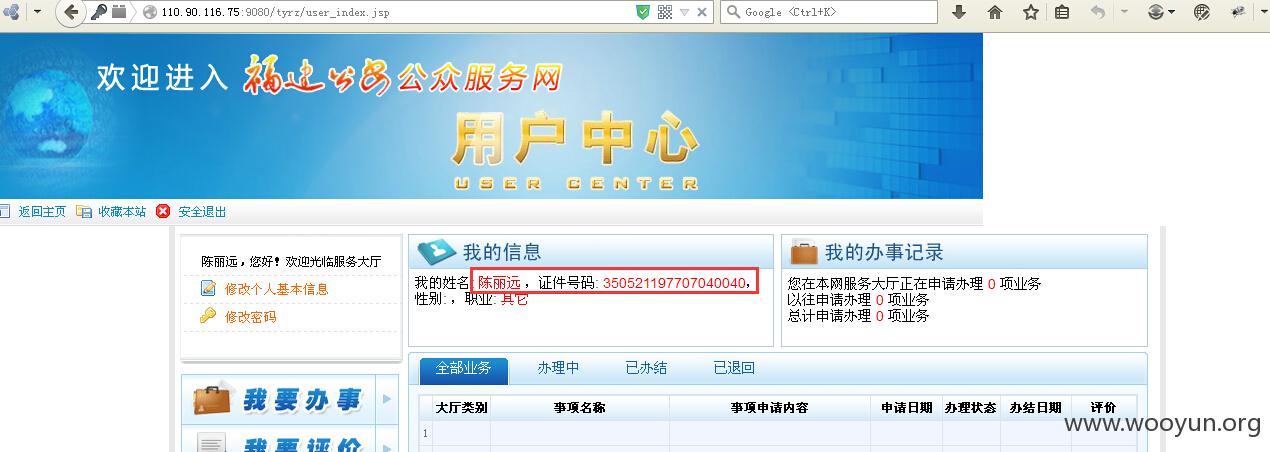 110.90.116.75:9080/tyrz/user_index.jsp
Google <Ctrl+K>
欢迎进入 福建公安公众服务网
用户中心
USER CENTER
返回主页 收藏本站 安全退出
陈丽远，您好！欢迎光临服务大厅
修改个人基本信息
修改密码
我要办事
我要评价
我的信息
我的姓名: 陈丽远，证件号码: 350521197707040040，
性别: ，职业: 其它
我的办事记录
您在本网服务大厅正在申请办理 0 项业务
以往申请办理 0 项业务
总计申请办理 0 项业务
全部业务 办理中 已办结 已退回
大厅类别 事项名称 事项申请内容 申请日期 办理状态 办结日期 评价
1
www.wooyun.org